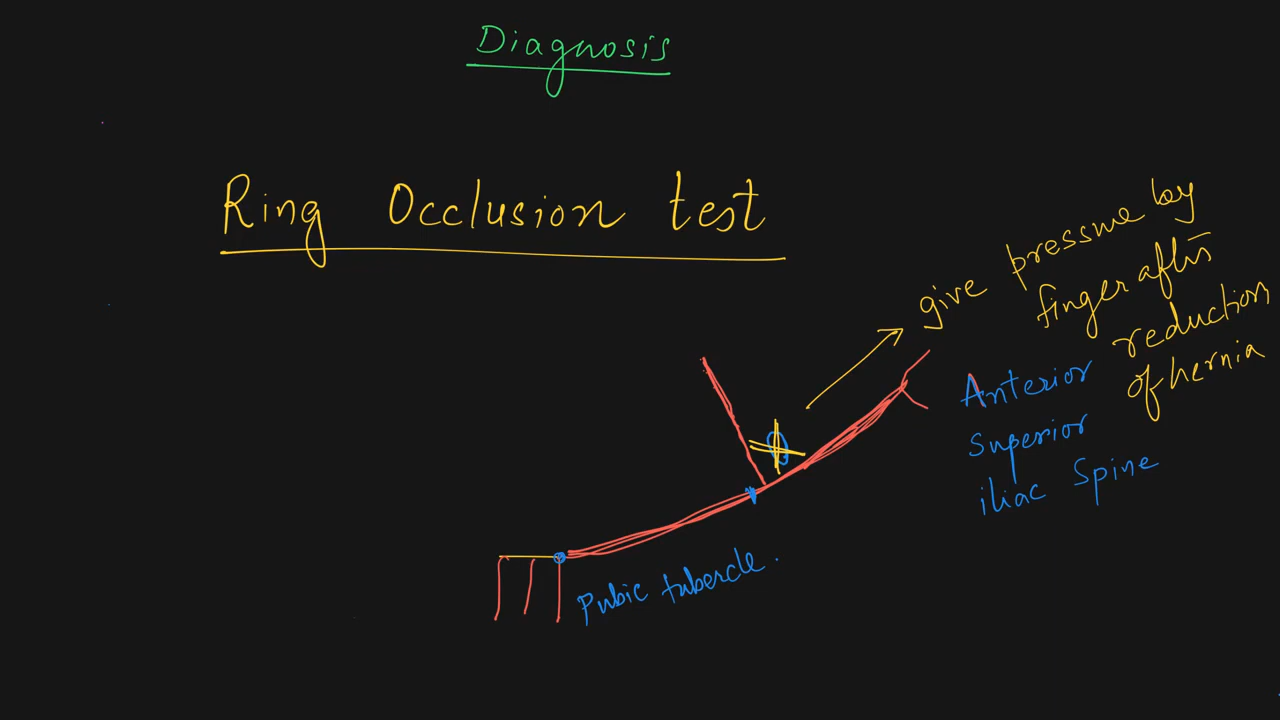 Diagnosis
Ring Occlusion test
give pressure by
finger after
reduction
of hernia
Anterior
Superior
iliac Spine
Pubic tubercle.